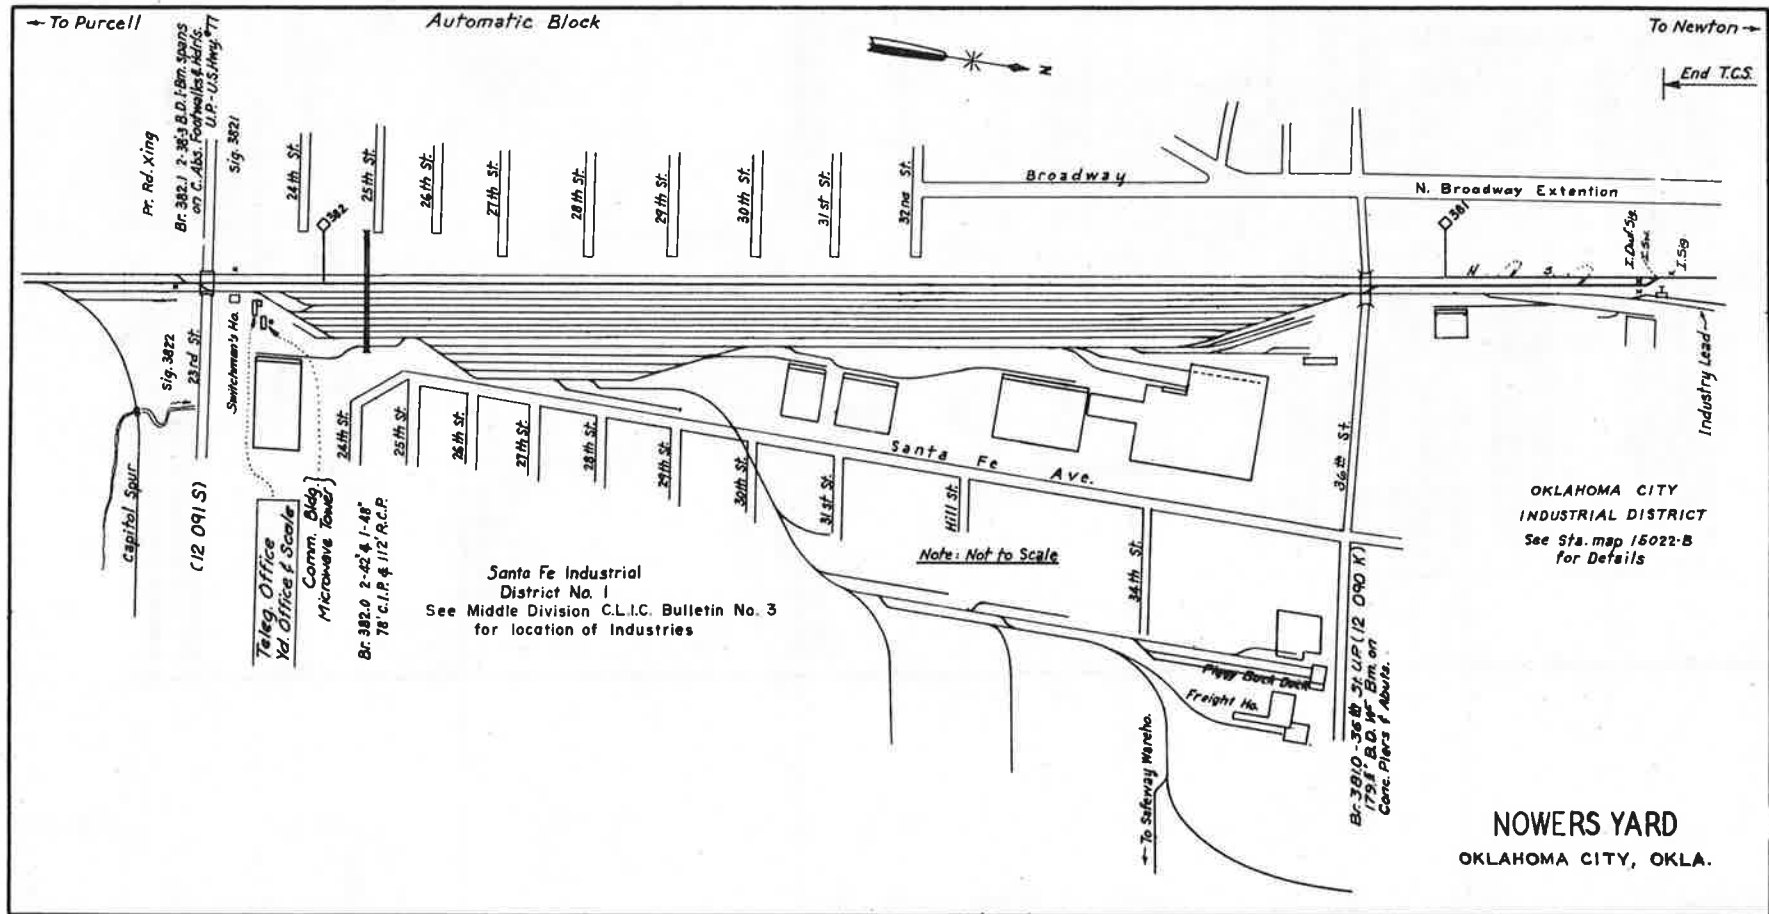 ← To Purcell
Automatic Block
To Newton →
End T.C.S.
N
Pr. Rd. Xing
Br. 382.1 2-38'3 B.D. I-Bm. Spans
on C. Abs. Footwalks & Hdrls.
U.P. - U.S. Hwy. #77
Sig. 3821
24th St.
382
25th St.
26th St.
27th St.
28th St.
29th St.
30th St.
31st St.
32nd St.
Broadway
N. Broadway Extention
381
H
S.
I. Sw.
I. Sig
Sig. 3822
23rd St.
Switchman's Ho.
Capitol Spur
(12 091 S)
Teleg. Office
Yd. Office & Scale
Comm. Bldg.
Microwave Tower
Br. 382.0 2-42 & 1-48"
78' C.I.P. & 112' R.C.P.
24th St.
25th St.
26th St.
27th St.
28th St.
29th St.
30th St.
31st St.
Hill St.
34th St.
36th St.
Santa Fe Ave.
Industry Lead →
Santa Fe Industrial
District No. 1
See Middle Division C.L.I.C. Bulletin No. 3
for location of Industries
Note: Not to Scale
OKLAHOMA CITY
INDUSTRIAL DISTRICT
See Sta. map 15022-B
for Details
Piggy Back Dock
Freight Ho.
← To Safeway Wareho.
Br. 381.0 - 36th St. U.P. (12 090 K)
B.D. WF Bm. on
Conc. Piers & Abuts.
NOWERS YARD
OKLAHOMA CITY, OKLA.